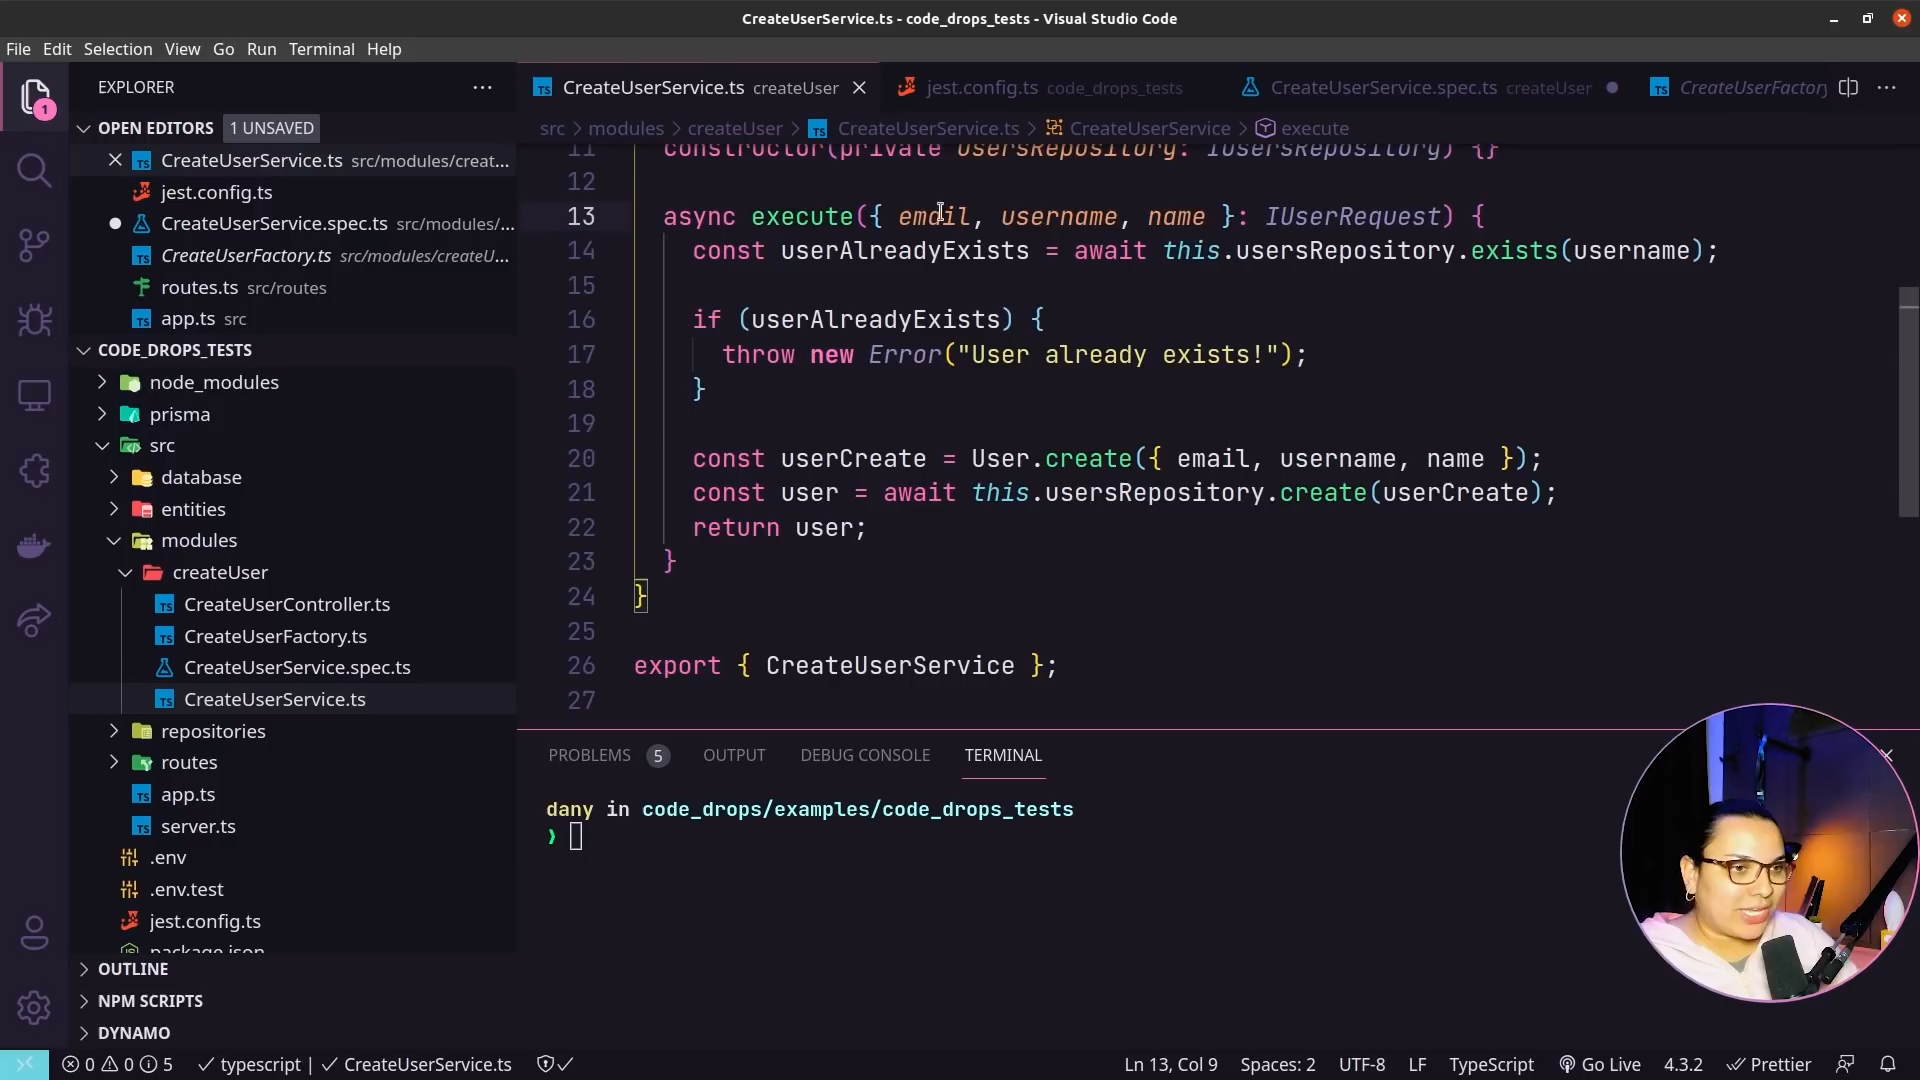 CreateUserService.ts - code_drops_tests - Visual Studio Code
File Edit Selection View Go Run Terminal Help
EXPLORER
1
OPEN EDITORS 1 UNSAVED
CreateUserService.ts src/modules/creat...
jest.config.ts
CreateUserService.spec.ts src/modules/...
CreateUserFactory.ts src/modules/createU...
routes.ts src/routes
app.ts src
CODE_DROPS_TESTS
node_modules
prisma
src
database
entities
modules
createUser
CreateUserController.ts
CreateUserFactory.ts
CreateUserService.spec.ts
CreateUserService.ts
repositories
routes
app.ts
server.ts
.env
.env.test
jest.config.ts
package.json
OUTLINE
NPM SCRIPTS
DYNAMO
CreateUserService.ts createUser jest.config.ts code_drops_tests CreateUserService.spec.ts createUser CreateUserFactory
src > modules > createUser > CreateUserService.ts > CreateUserService > execute
11 constructor(private usersRepository: IUsersRepository) {}
12
13 async execute({ email, username, name }: IUserRequest) {
14 const userAlreadyExists = await this.usersRepository.exists(username);
15
16 if (userAlreadyExists) {
17 throw new Error("User already exists!");
18 }
19
20 const userCreate = User.create({ email, username, name });
21 const user = await this.usersRepository.create(userCreate);
22 return user;
23 }
24 }
25
26 export { CreateUserService };
27
PROBLEMS 5 OUTPUT DEBUG CONSOLE TERMINAL
dany in code_drops/examples/code_drops_tests
❯
0 0 5 typescript | CreateUserService.ts Ln 13, Col 9 Spaces: 2 UTF-8 LF TypeScript Go Live 4.3.2 Prettier